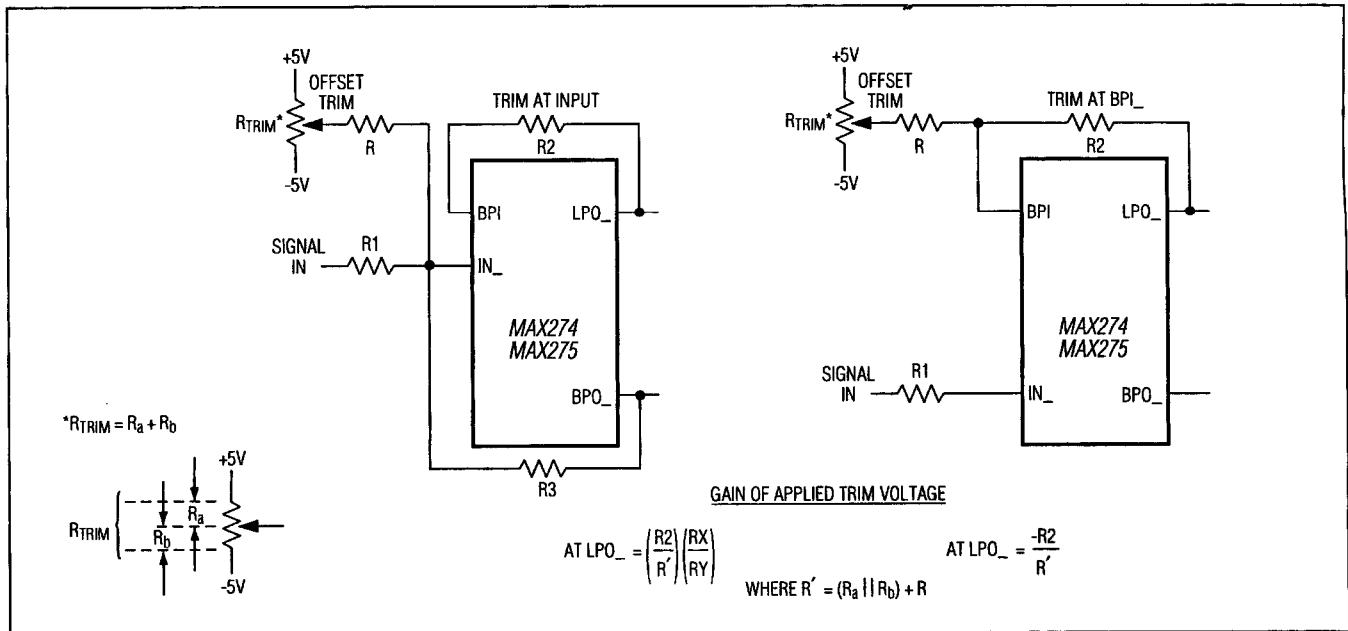 +5V
OFFSET
TRIM
RTRIM*
R
-5V
TRIM AT INPUT
R2
BPI
LPO_
SIGNAL
IN
R1
IN_
MAX274
MAX275
BPO_
R3
+5V
OFFSET
TRIM
RTRIM*
R
-5V
TRIM AT BPI_
R2
BPI
LPO_
MAX274
MAX275
SIGNAL
IN
R1
IN_
BPO_
*RTRIM = Ra + Rb
+5V
RTRIM
Ra
Rb
-5V
GAIN OF APPLIED TRIM VOLTAGE
AT LPO_ = (R2/R′) (RX/RY)
AT LPO_ = -R2/R′
WHERE R′ = (Ra || Rb) + R